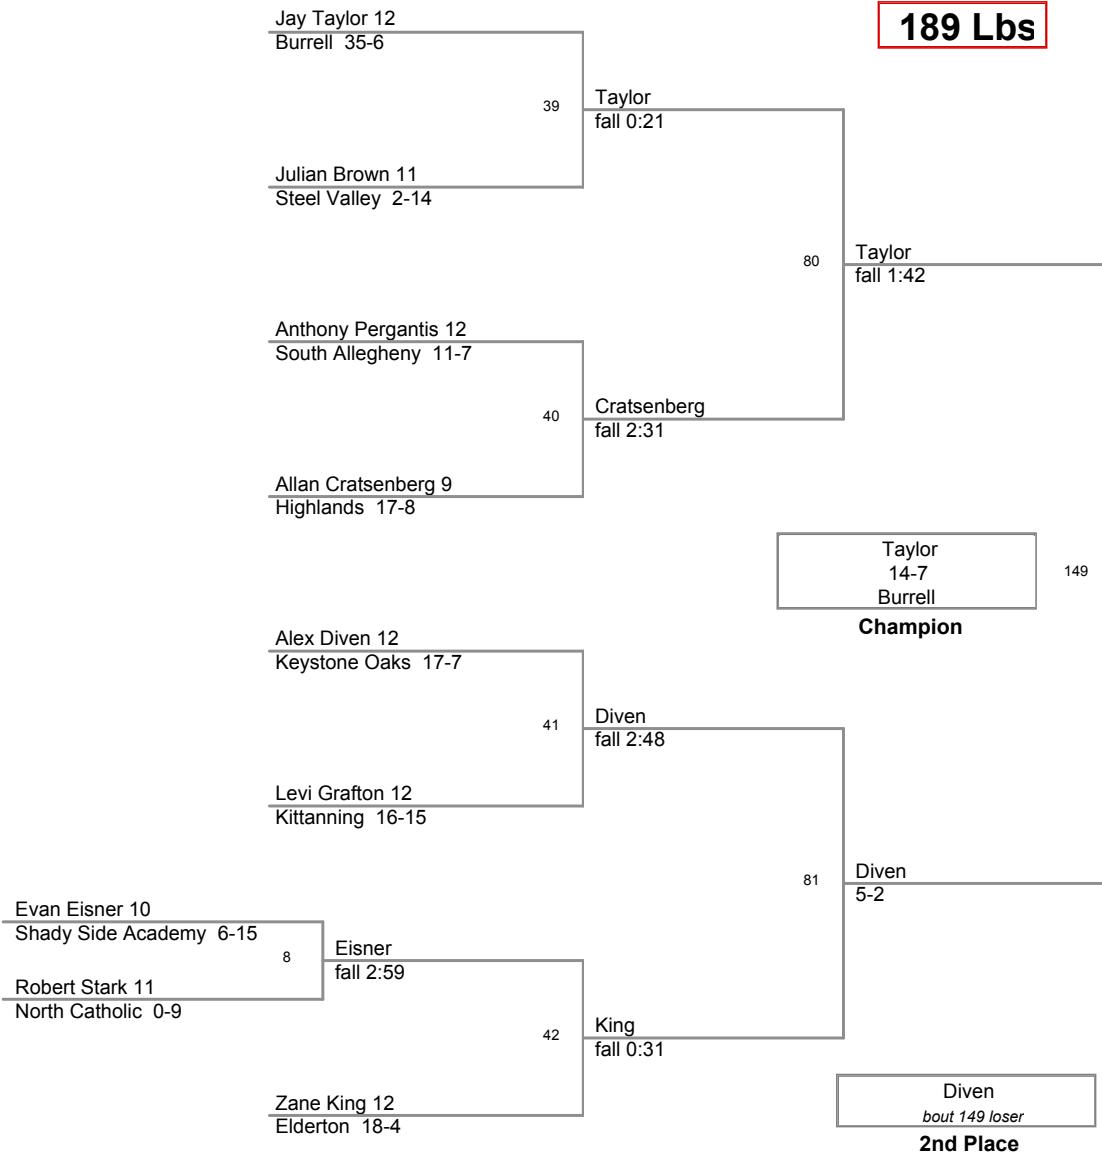 Jay Taylor 12
Burrell 35-6
189 Lbs
39
Taylor
fall 0:21
Julian Brown 11
Steel Valley 2-14
80
Taylor
fall 1:42
Anthony Pergantis 12
South Allegheny 11-7
40
Cratsenberg
fall 2:31
Allan Cratsenberg 9
Highlands 17-8
Taylor
14-7
Burrell
149
Champion
Alex Diven 12
Keystone Oaks 17-7
41
Diven
fall 2:48
Levi Grafton 12
Kittanning 16-15
81
Diven
5-2
Evan Eisner 10
Shady Side Academy 6-15
8
Eisner
fall 2:59
Robert Stark 11
North Catholic 0-9
42
King
fall 0:31
Zane King 12
Elderton 18-4
Diven
bout 149 loser
2nd Place